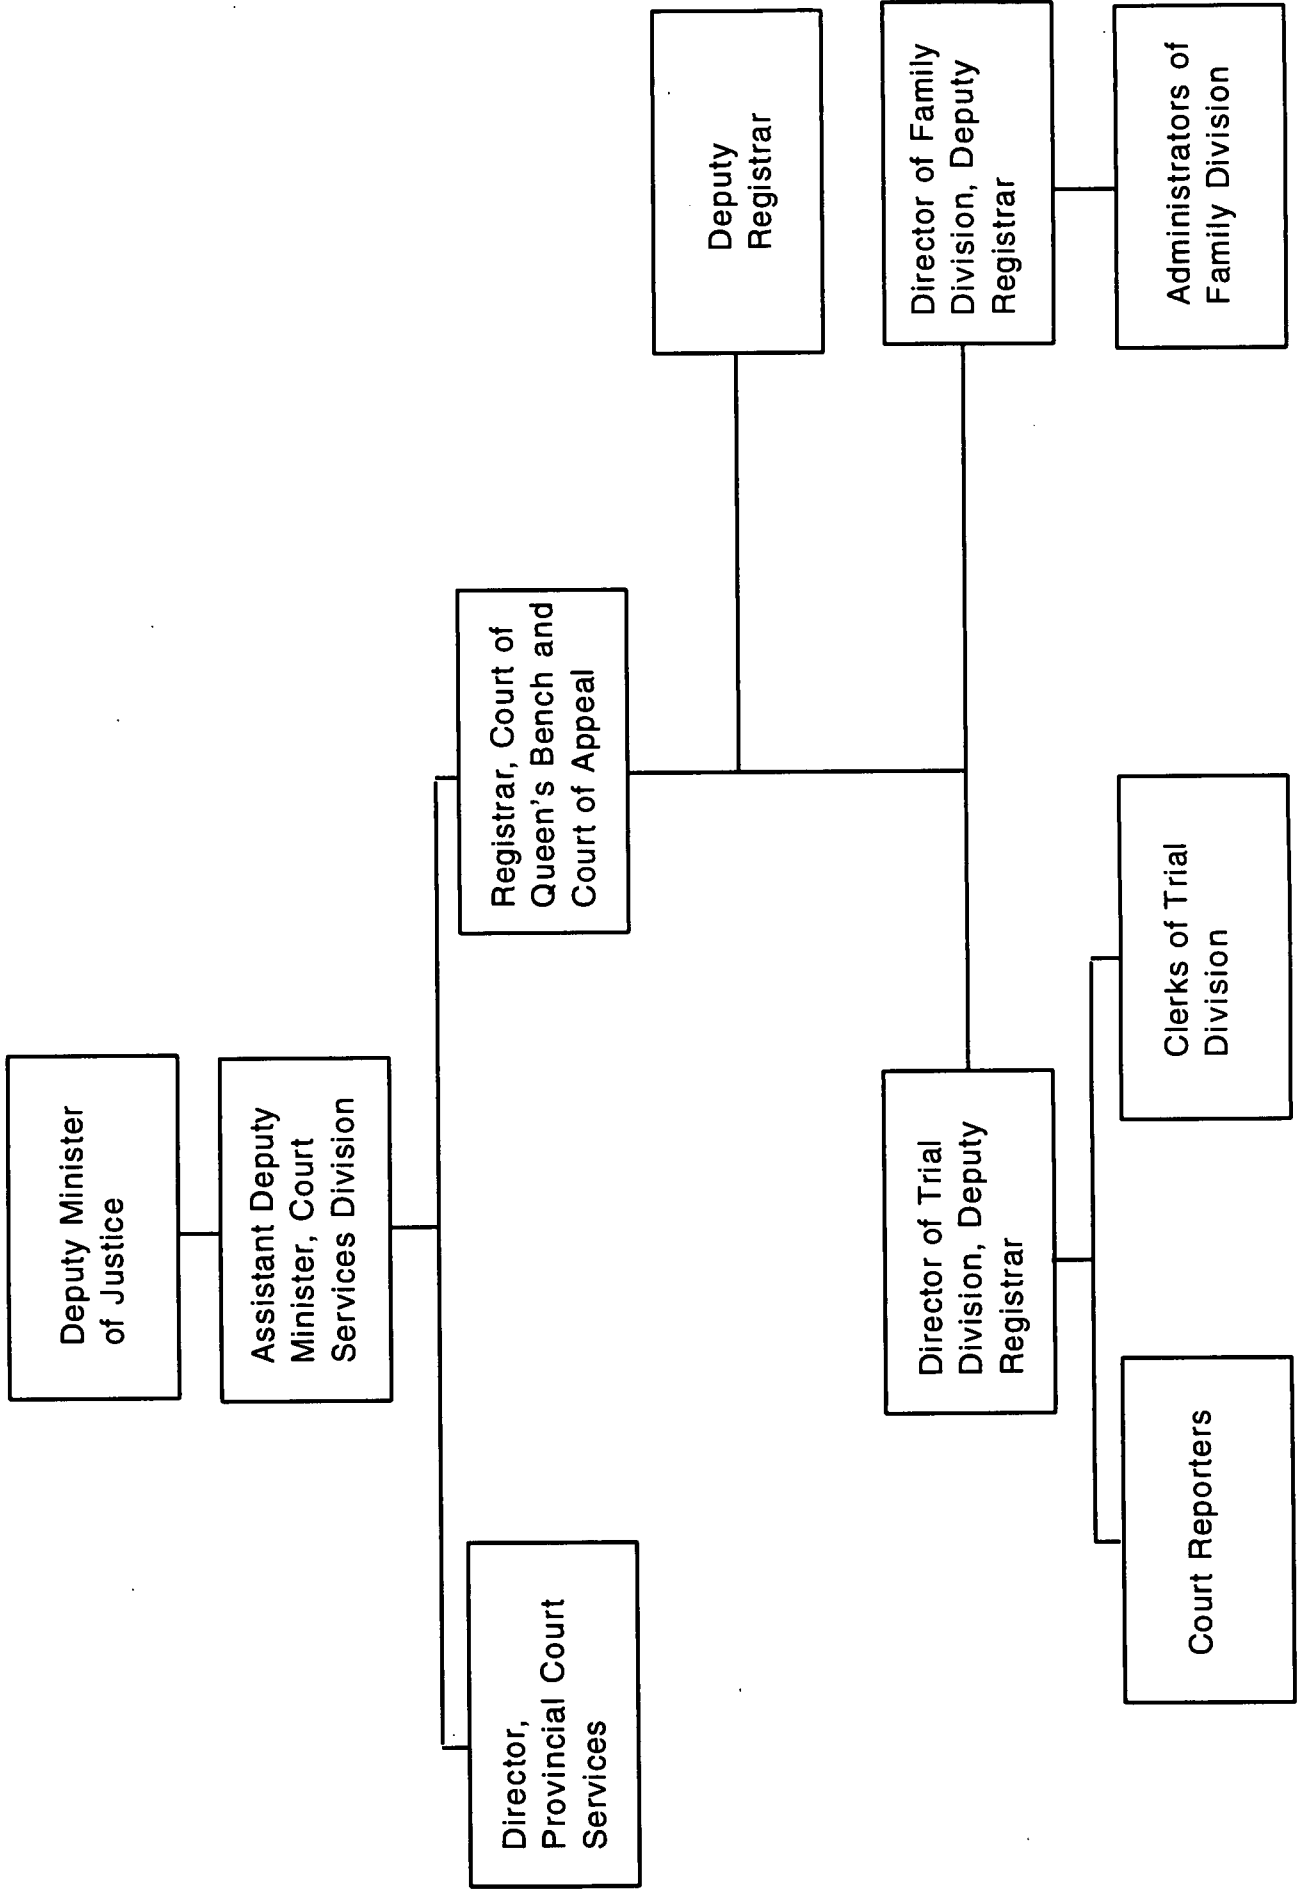 Deputy Minister
of Justice
Assistant Deputy
Minister, Court
Services Division
Director,
Provincial Court
Services
Registrar, Court of
Queen's Bench and
Court of Appeal
Deputy
Registrar
Director of Trial
Division, Deputy
Registrar
Director of Family
Division, Deputy
Registrar
Court Reporters
Clerks of Trial
Division
Administrators of
Family Division